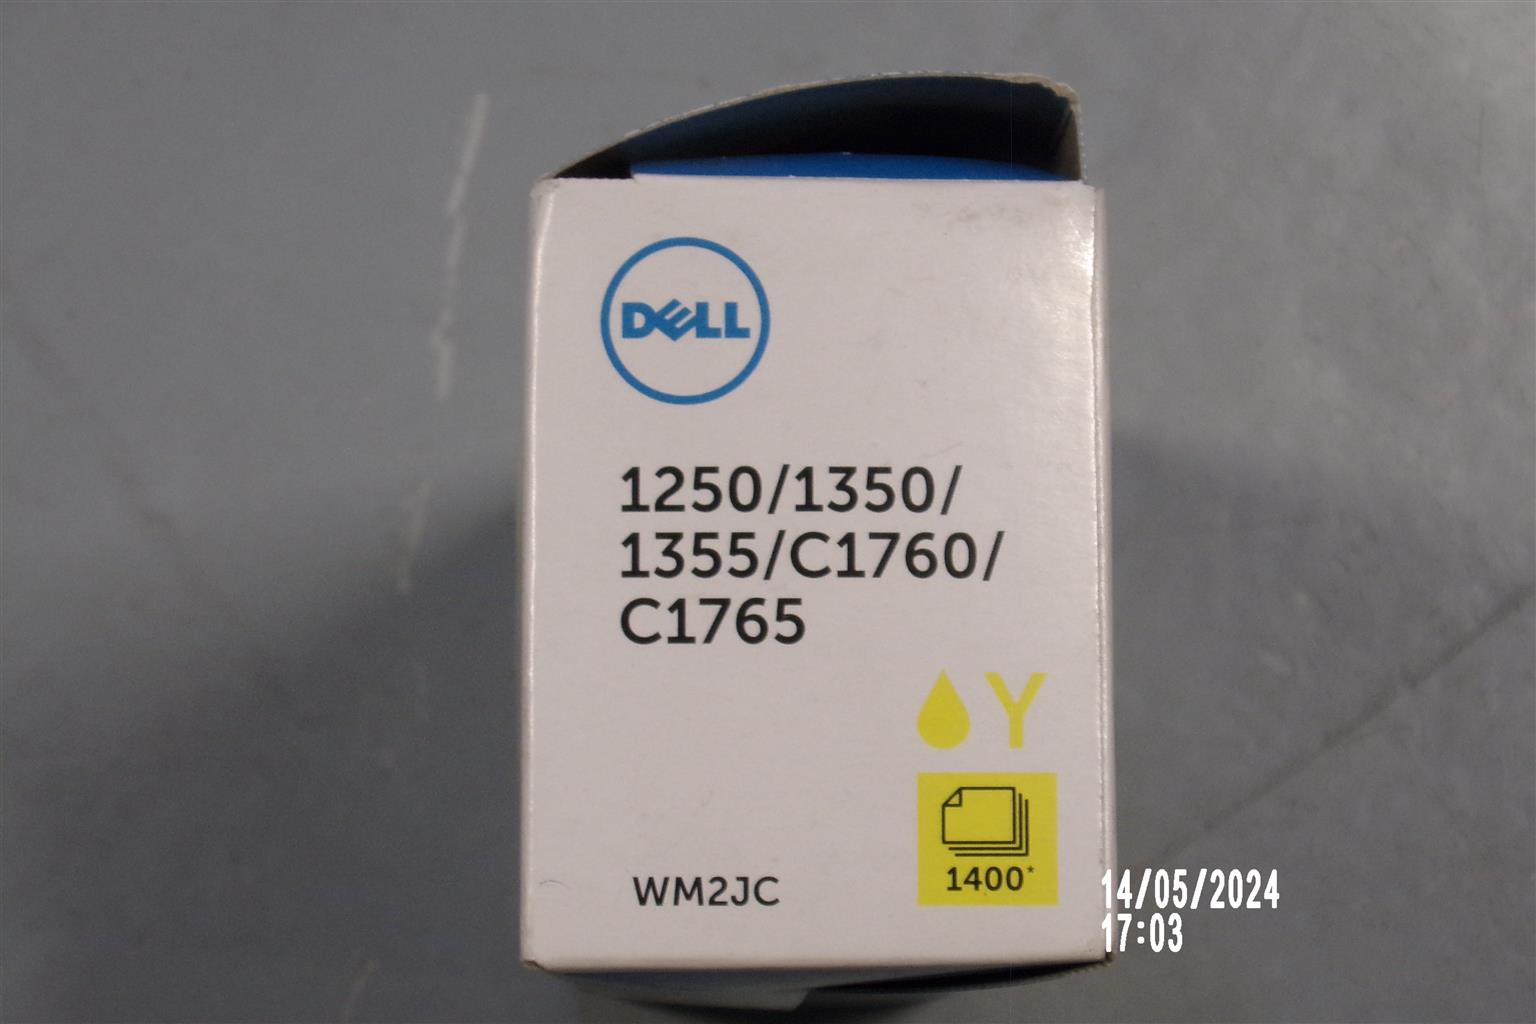 DELL
1250/1350/
1355/C1760/
C1765
Y
1400*
WM2JC
14/05/2024
17:03